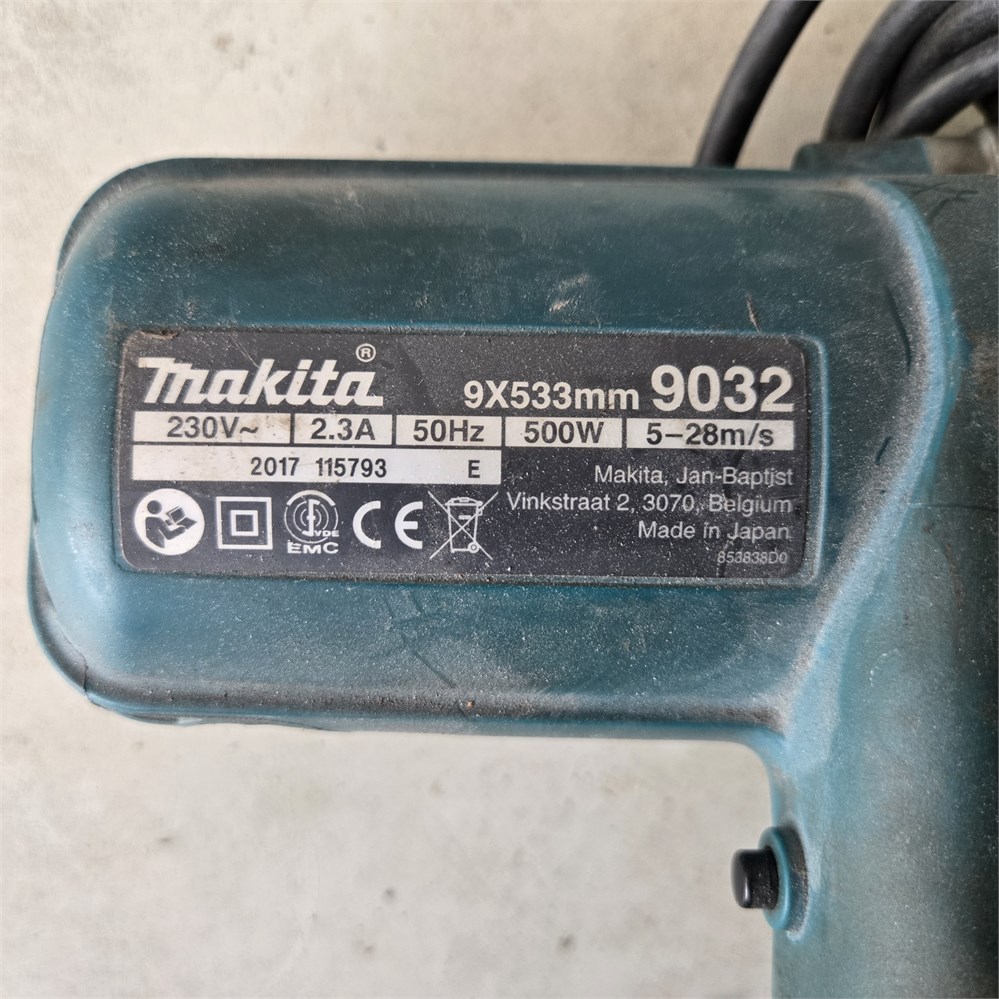 Makita®
9X533mm 9032
230V~ 2.3A 50Hz 500W 5–28m/s
2017 115793 E
Makita, Jan-Baptist
Vinkstraat 2, 3070, Belgium
Made in Japan
853838D0
VDE
EMC
CE